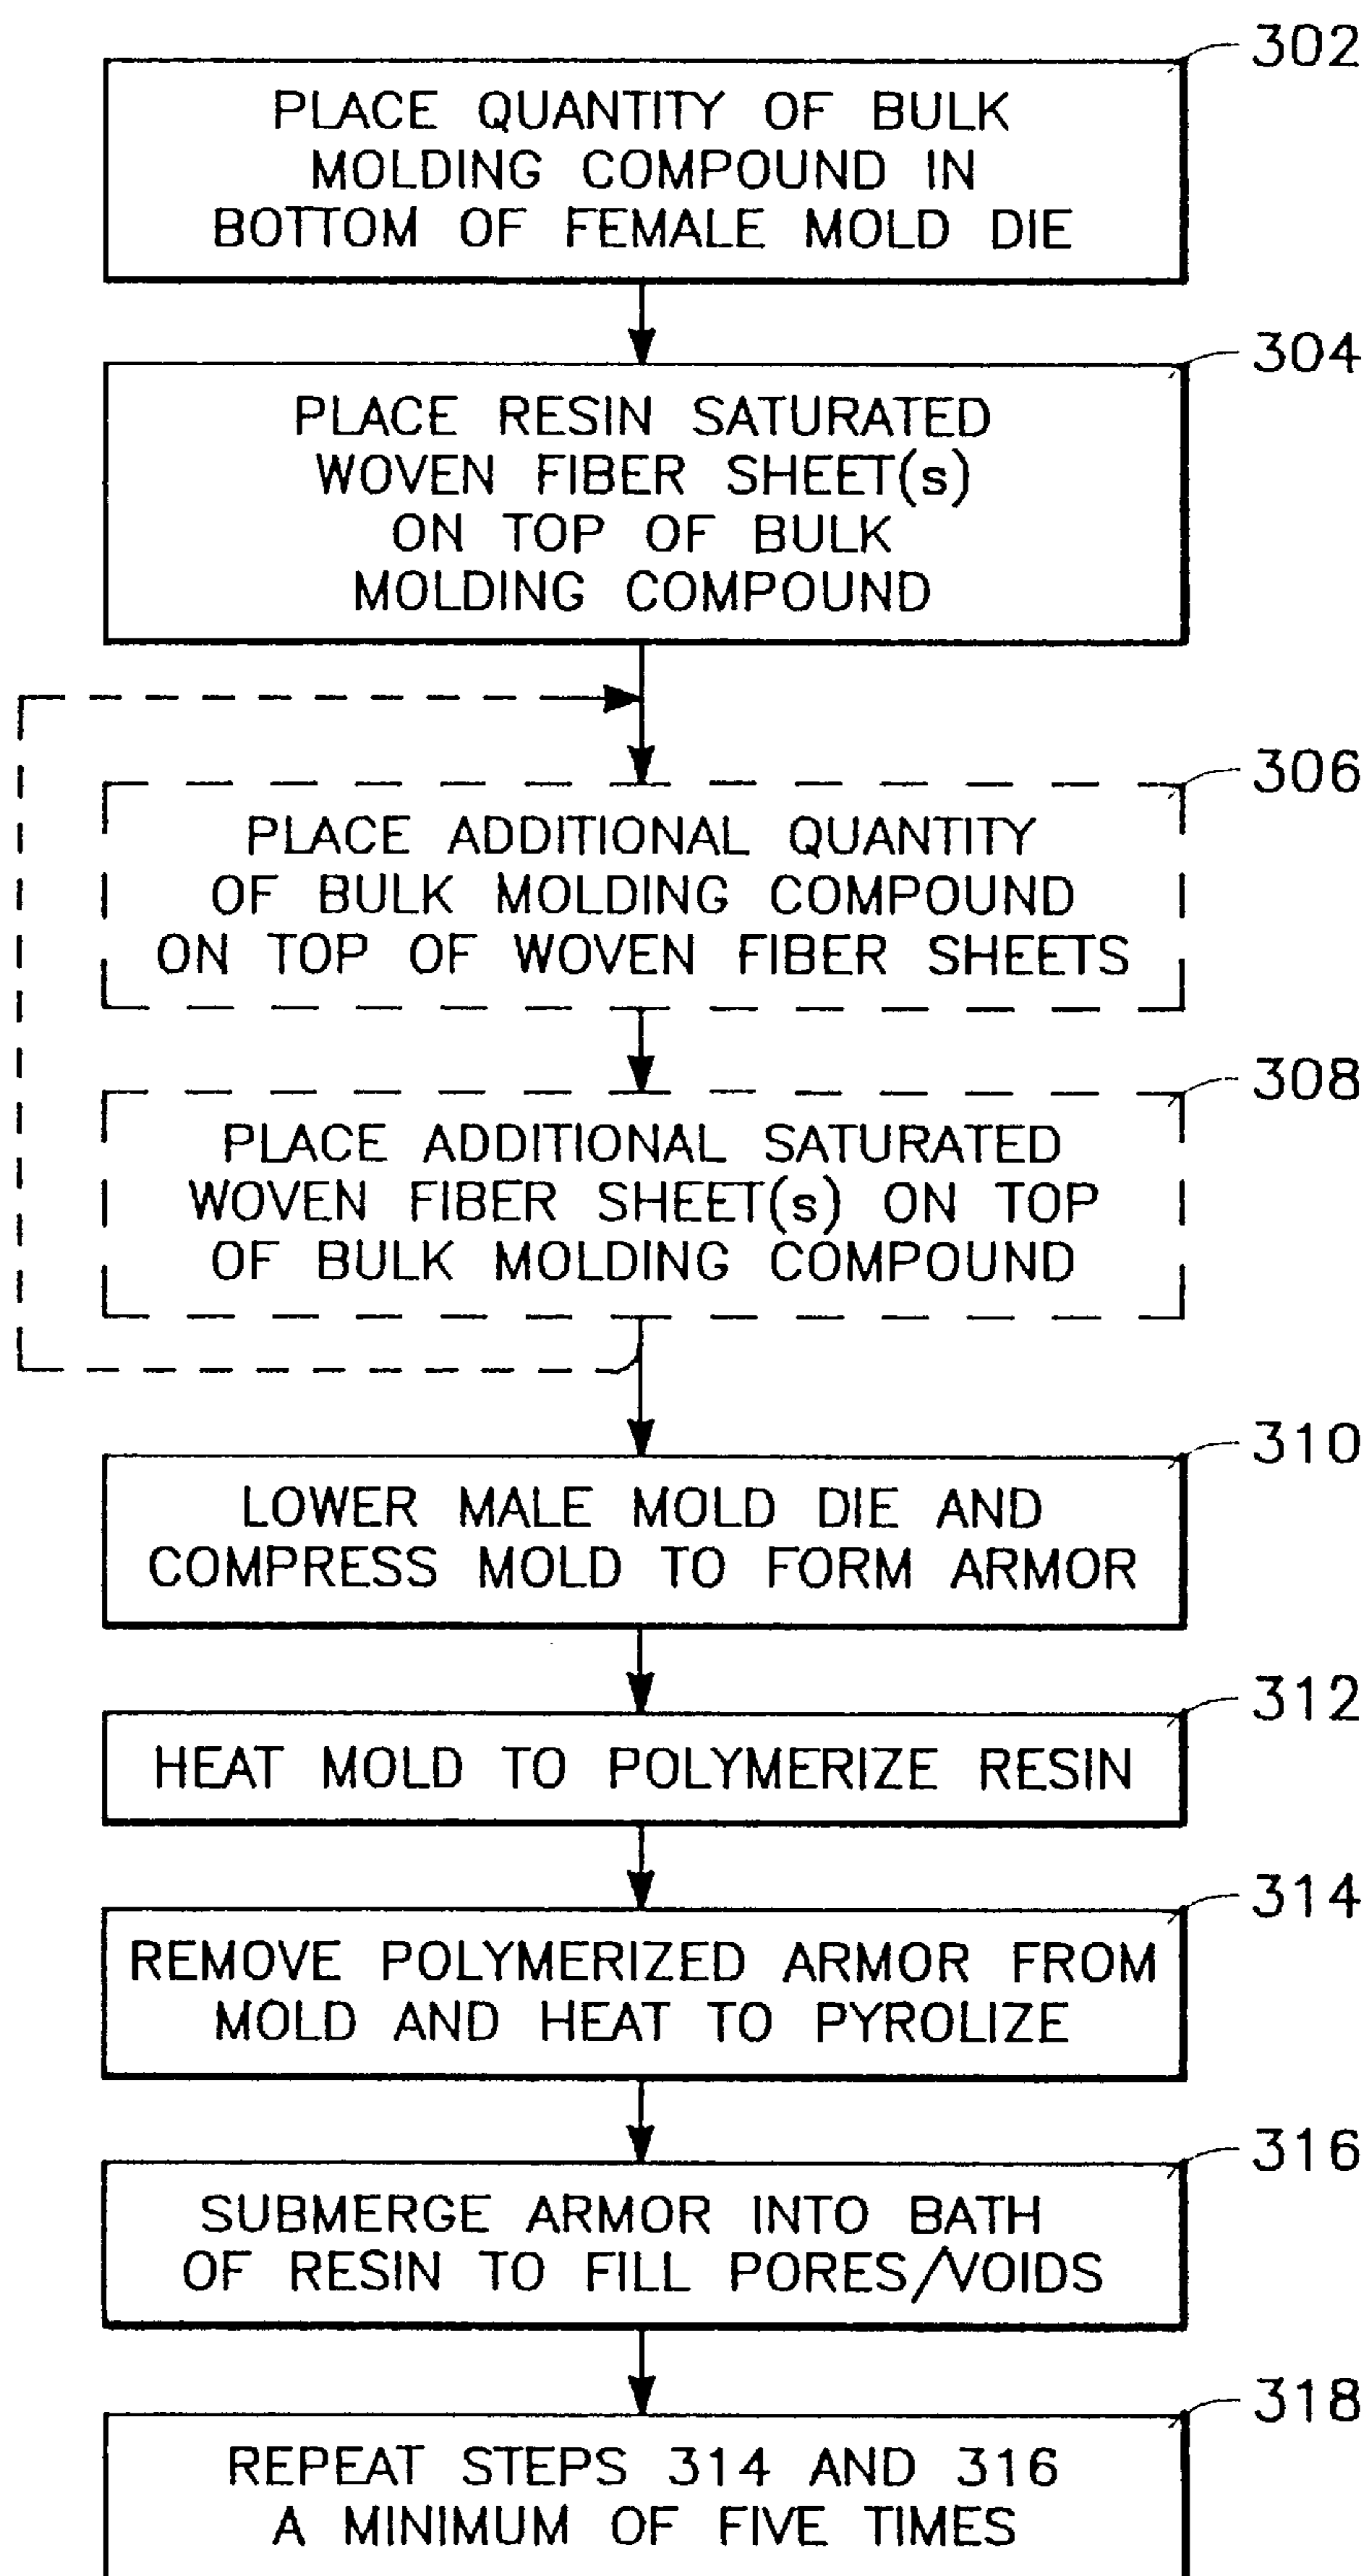 302
PLACE QUANTITY OF BULK
MOLDING COMPOUND IN
BOTTOM OF FEMALE MOLD DIE
304
PLACE RESIN SATURATED
WOVEN FIBER SHEET(s)
ON TOP OF BULK
MOLDING COMPOUND
306
PLACE ADDITIONAL QUANTITY
OF BULK MOLDING COMPOUND
ON TOP OF WOVEN FIBER SHEETS
308
PLACE ADDITIONAL SATURATED
WOVEN FIBER SHEET(s) ON TOP
OF BULK MOLDING COMPOUND
310
LOWER MALE MOLD DIE AND
COMPRESS MOLD TO FORM ARMOR
312
HEAT MOLD TO POLYMERIZE RESIN
314
REMOVE POLYMERIZED ARMOR FROM
MOLD AND HEAT TO PYROLIZE
316
SUBMERGE ARMOR INTO BATH
OF RESIN TO FILL PORES/VOIDS
318
REPEAT STEPS 314 AND 316
A MINIMUM OF FIVE TIMES